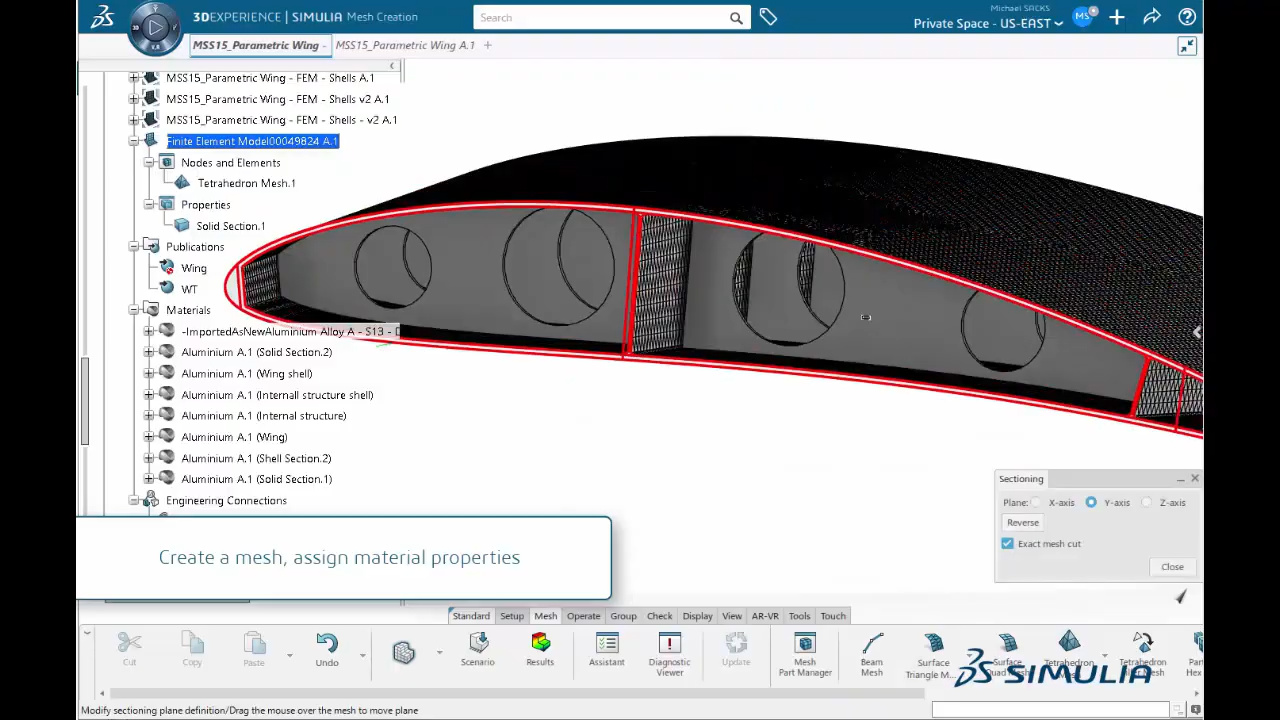 3DEXPERIENCE | SIMULIA Mesh Creation
Search
Michael SACKS
Private Space - US-EAST
MS
MSS15_Parametric Wing -
MSS15_Parametric Wing A.1
MSS15_Parametric Wing - FEM - Shells A.1
MSS15_Parametric Wing - FEM - Shells v2 A.1
MSS15_Parametric Wing - FEM - Shells - v2 A.1
Finite Element Model00049824 A.1
Nodes and Elements
Tetrahedron Mesh.1
Properties
Solid Section.1
Publications
Wing
WT
Materials
-ImportedAsNewAluminium Alloy A - S13 -
Aluminium A.1 (Solid Section.2)
Aluminium A.1 (Wing shell)
Aluminium A.1 (Internall structure shell)
Aluminium A.1 (Internal structure)
Aluminium A.1 (Wing)
Aluminium A.1 (Shell Section.2)
Aluminium A.1 (Solid Section.1)
Engineering Connections
Sectioning
Plane: X-axis Y-axis Z-axis
Reverse
Exact mesh cut
Close
Create a mesh, assign material properties
Standard Setup Mesh Operate Group Check Display View AR-VR Tools Touch
Cut
Copy
Paste
Undo
Scenario
Results
Assistant
Diagnostic Viewer
Update
Mesh Part Manager
Beam Mesh
Surface Triangle M...
Surface Quad
Tetrahedron
Tetrahedron
SIMULIA
Modify sectioning plane definition/Drag the mouse over the mesh to move plane